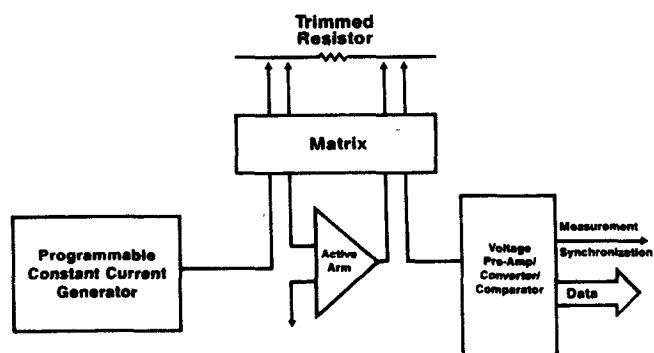 Trimmed
Resistor
Matrix
Programmable
Constant Current
Generator
Active
Arm
Voltage
Pre-Amp/
Converter/
Comparator
Measurement
Synchronization
Data